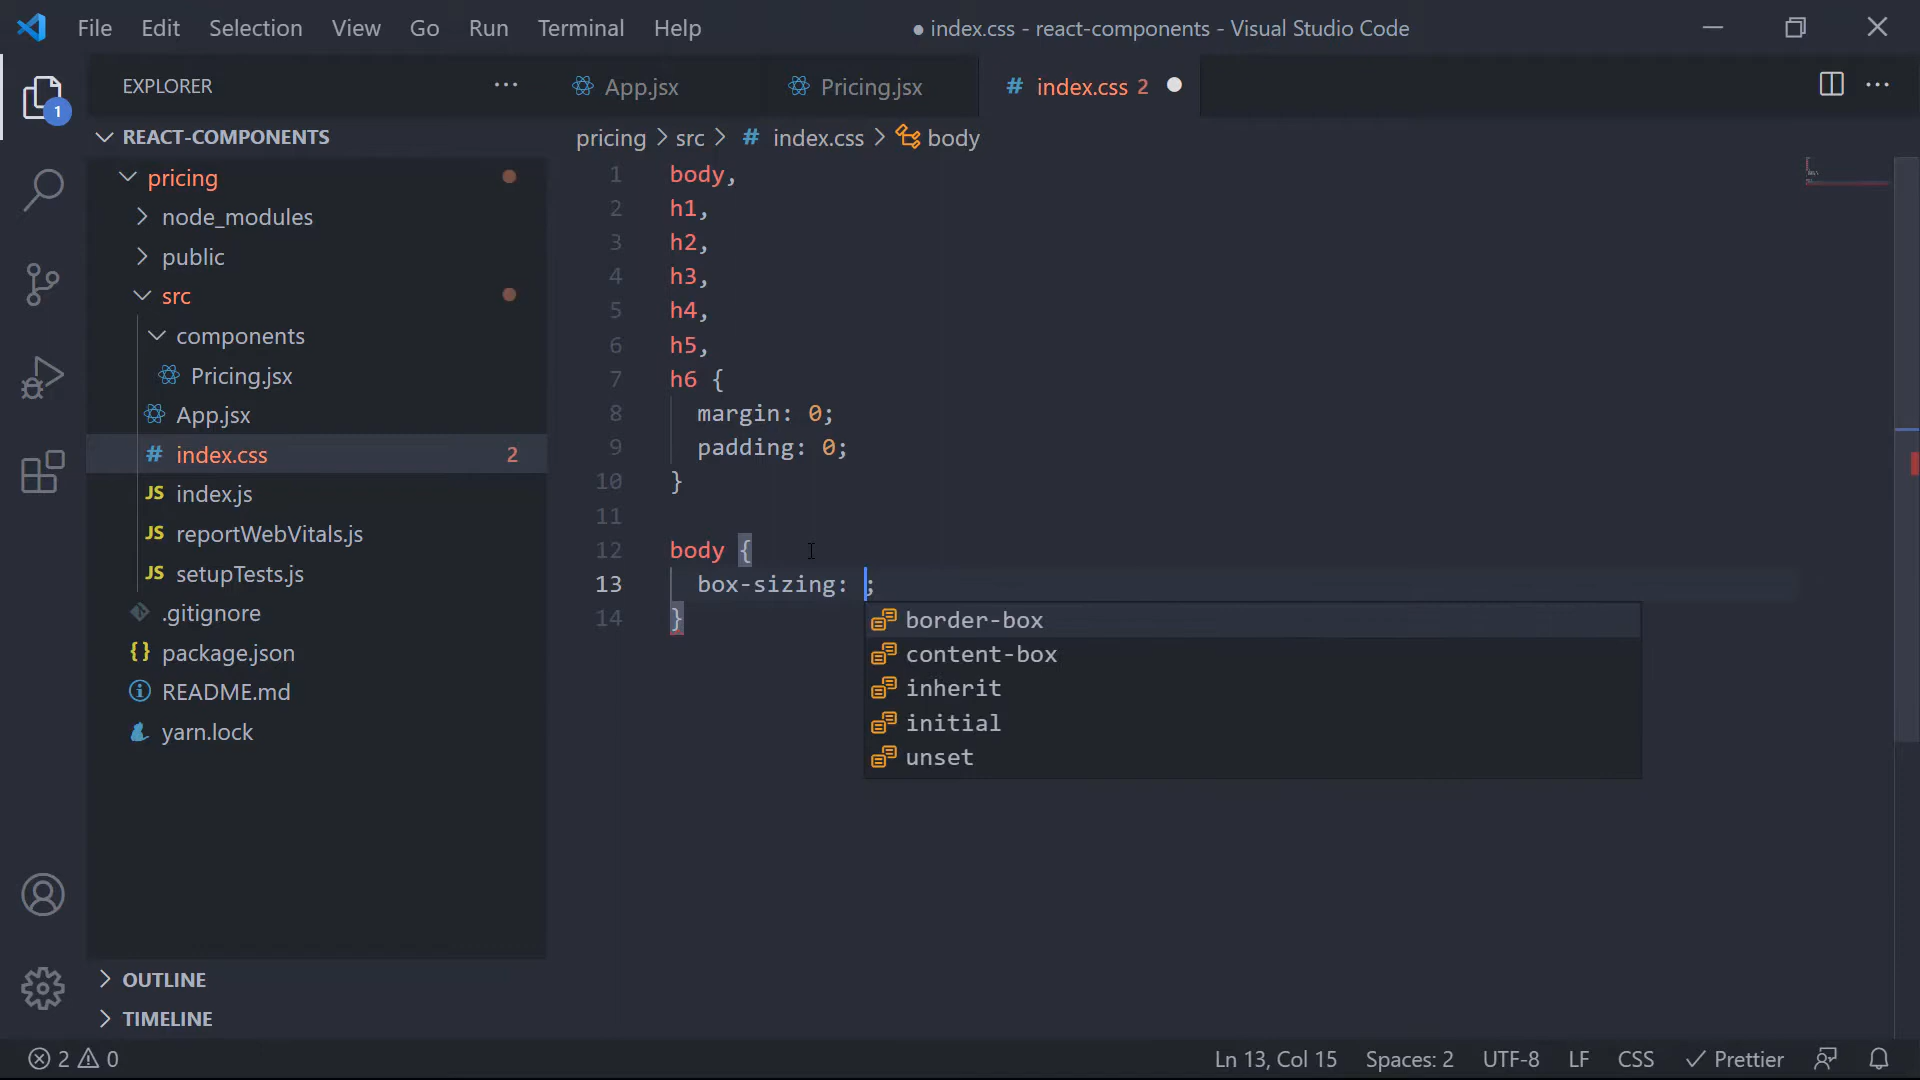 File Edit Selection View Go Run Terminal Help
● index.css - react-components - Visual Studio Code
1
EXPLORER
REACT-COMPONENTS
pricing
node_modules
public
src
components
Pricing.jsx
App.jsx
# index.css 2
JS index.js
JS reportWebVitals.js
JS setupTests.js
.gitignore
{} package.json
README.md
yarn.lock
OUTLINE
TIMELINE
App.jsx Pricing.jsx # index.css 2
pricing > src > # index.css > body
1 body,
2 h1,
3 h2,
4 h3,
5 h4,
6 h5,
7 h6 {
8 margin: 0;
9 padding: 0;
10 }
11
12 body {
13 box-sizing: ;
14 }
border-box
content-box
inherit
initial
unset
2 0
Ln 13, Col 15 Spaces: 2 UTF-8 LF CSS ✓ Prettier